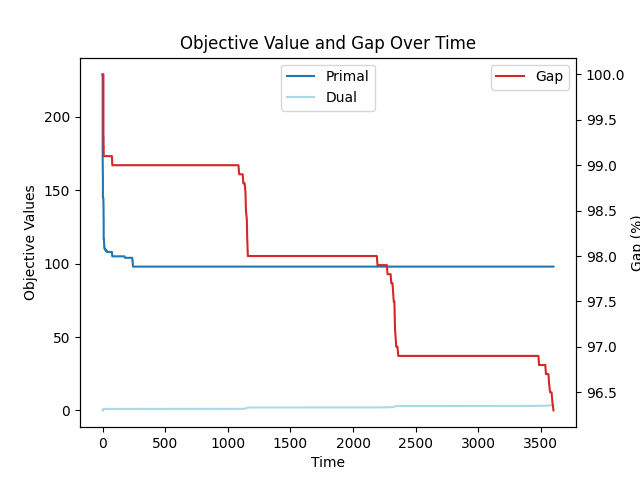 Objective Value and Gap Over Time
Primal
Dual
Gap
Objective Values
200
150
100
50
0
100.0
99.5
99.0
98.5
98.0
97.5
97.0
96.5
Gap (%)
0 500 1000 1500 2000 2500 3000 3500
Time